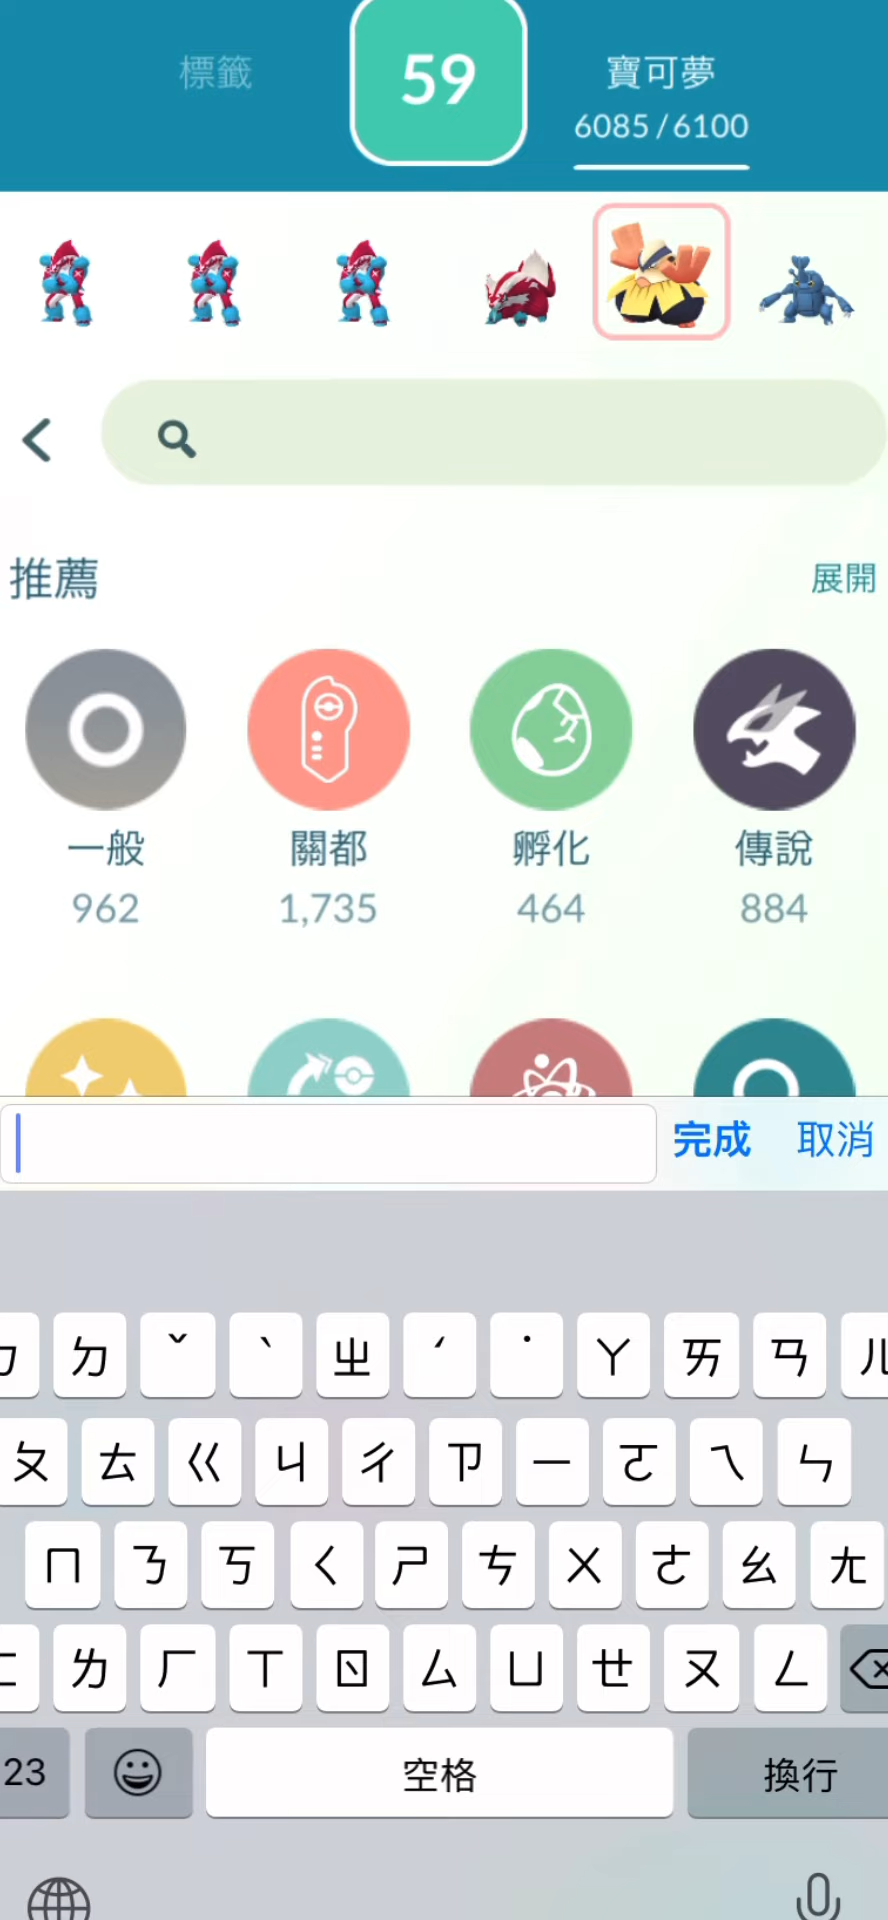 標籤
59
寶可夢
6085/6100
推薦
展開
一般
關都
孵化
傳說
962
1,735
464
884
完成
取消
ㄉ ˇ ˋ ㄓ ˊ ˙ ㄚ ㄞ ㄢ ㄦ
ㄆ ㄊ ㄍ ㄐ ㄔ ㄗ ㄧ ㄛ ㄟ ㄣ
ㄇ ㄋ ㄎ ㄑ ㄕ ㄘ ㄨ ㄜ ㄠ ㄤ
ㄌ ㄏ ㄒ ㄖ ㄙ ㄩ ㄝ ㄡ ㄥ
23
空格
換行